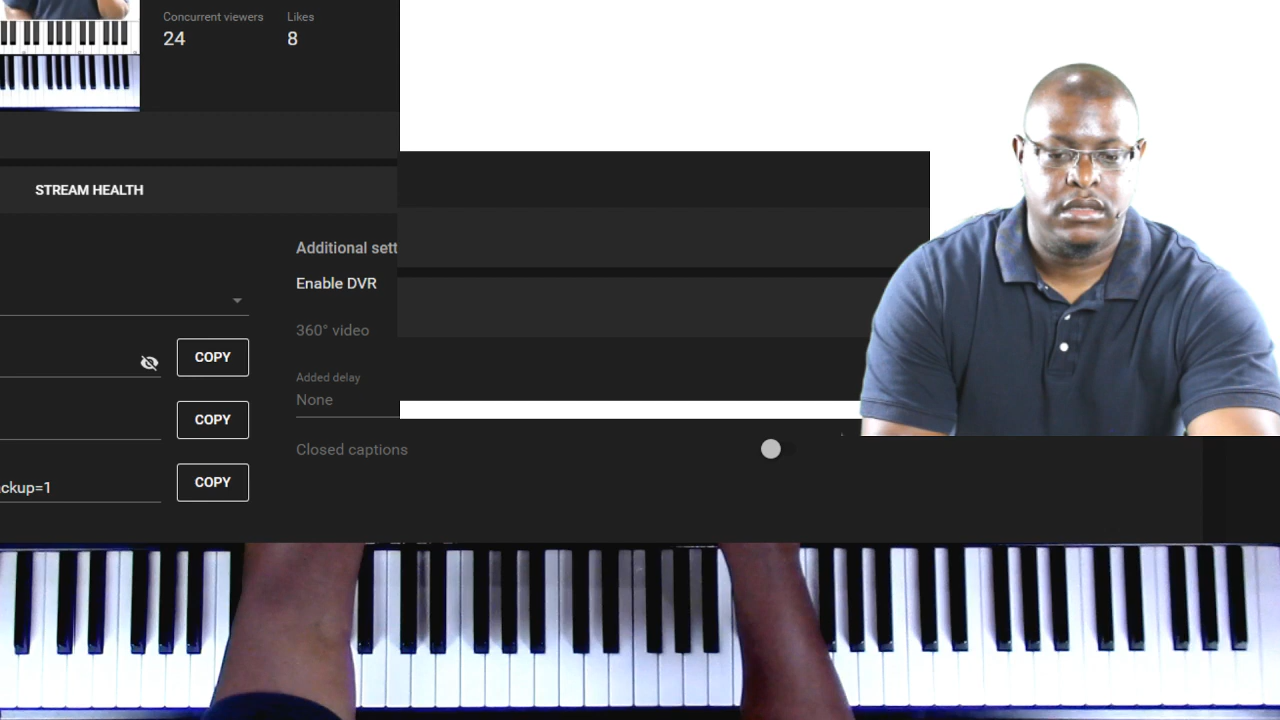 Concurrent viewers
Likes
24
8
STREAM HEALTH
Additional sett
Enable DVR
360° video
COPY
Added delay
None
COPY
Closed captions
ckup=1
COPY